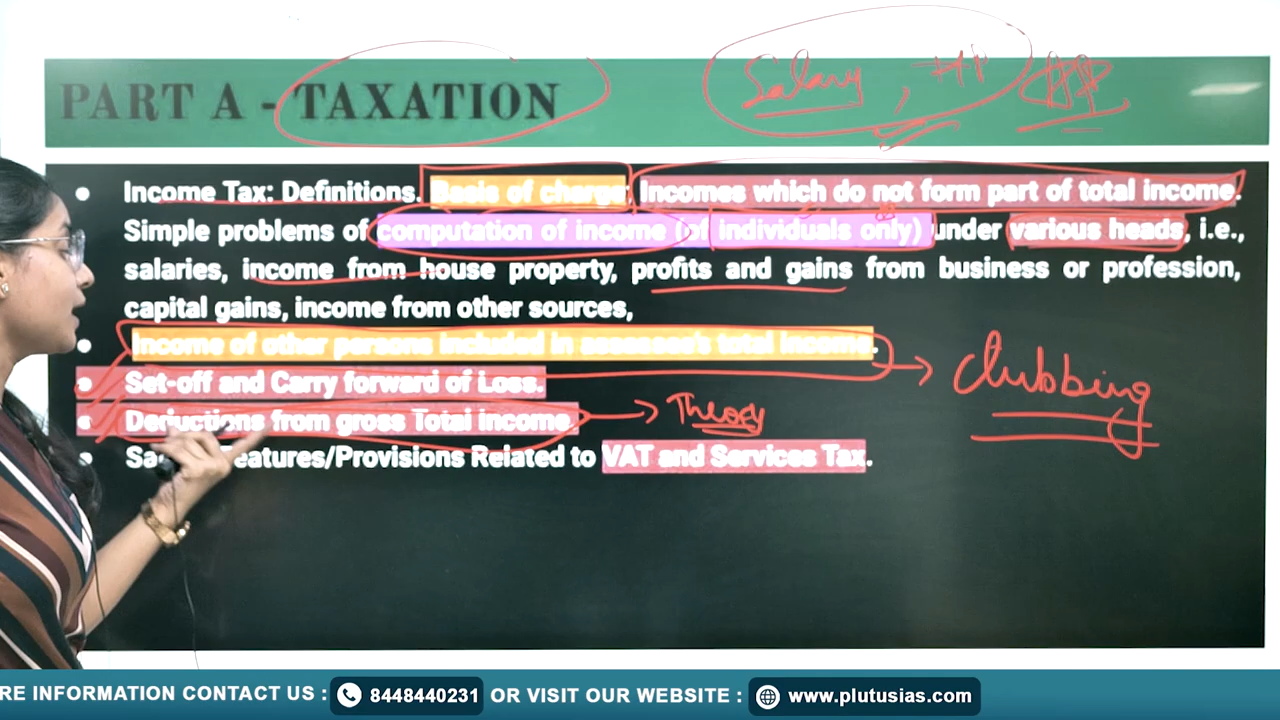 PART A - TAXATION
Salary, HP
Income Tax: Definitions. Basis of charge; Incomes which do not form part of total income.
Simple problems of computation of income (of individuals only) under various heads, i.e.,
salaries, income from house property, profits and gains from business or profession,
capital gains, income from other sources,
Income of other persons included in assessee's total income.
Clubbing
Set-off and Carry forward of Loss.
Deductions from gross Total income.
Theory
Features/Provisions Related to VAT and Services Tax.
RE INFORMATION CONTACT US : 8448440231 OR VISIT OUR WEBSITE : www.plutusias.com